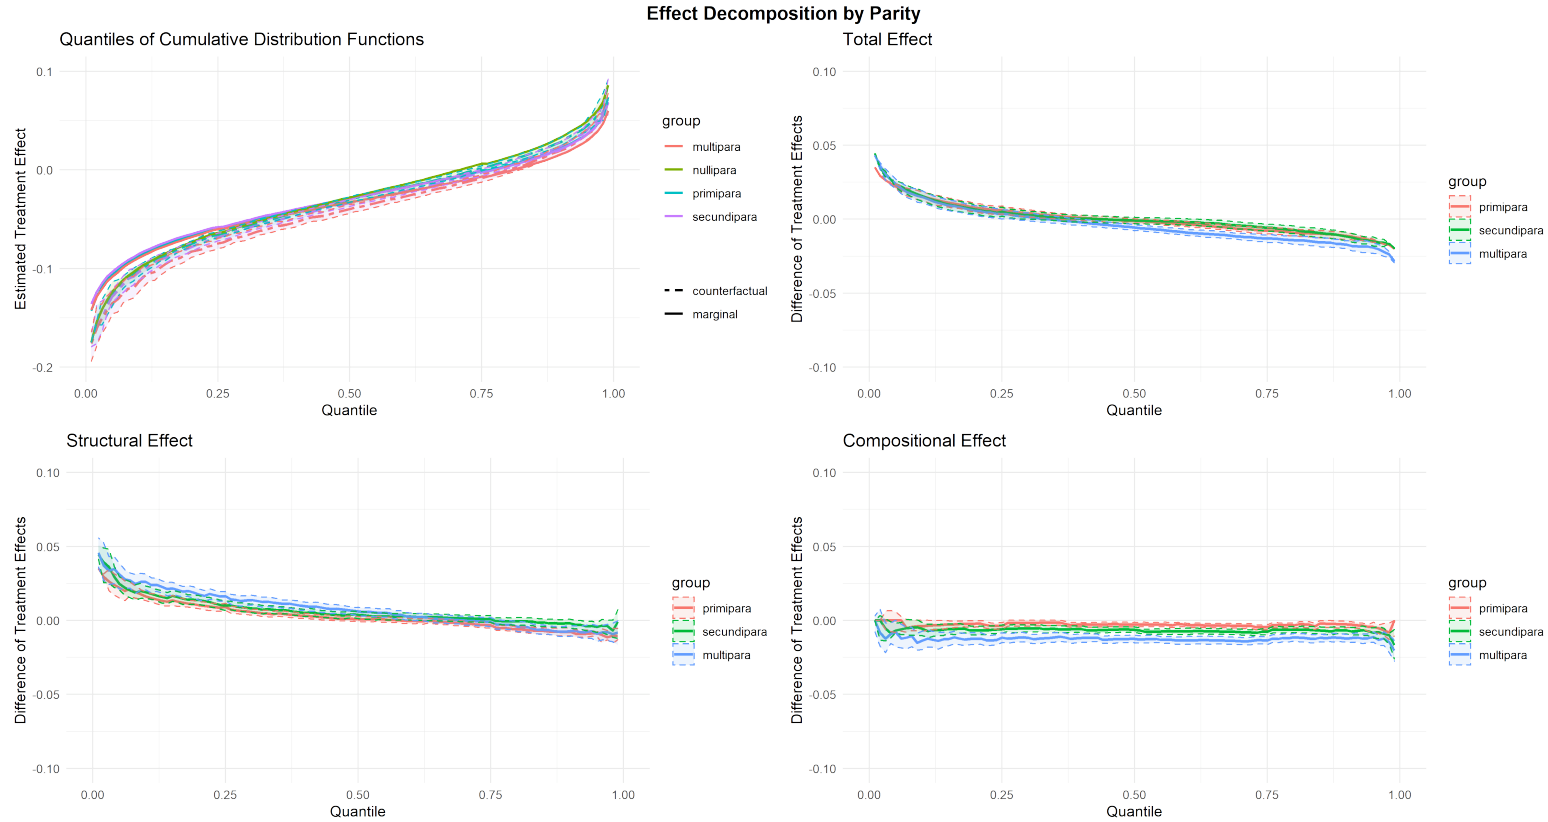 Effect Decomposition by Parity
Quantiles of Cumulative Distribution Functions
Estimated Treatment Effect
0.1
0.0
-0.1
-0.2
0.00 0.25 0.50 0.75 1.00
Quantile
group
multipara
nullipara
primipara
secundipara
counterfactual
marginal
Total Effect
Difference of Treatment Effects
0.10
0.05
0.00
-0.05
-0.10
0.00 0.25 0.50 0.75 1.00
Quantile
group
primipara
secundipara
multipara
Structural Effect
Difference of Treatment Effects
0.10
0.05
0.00
-0.05
-0.10
0.00 0.25 0.50 0.75 1.00
Quantile
group
primipara
secundipara
multipara
Compositional Effect
Difference of Treatment Effects
0.10
0.05
0.00
-0.05
-0.10
0.00 0.25 0.50 0.75 1.00
Quantile
group
primipara
secundipara
multipara